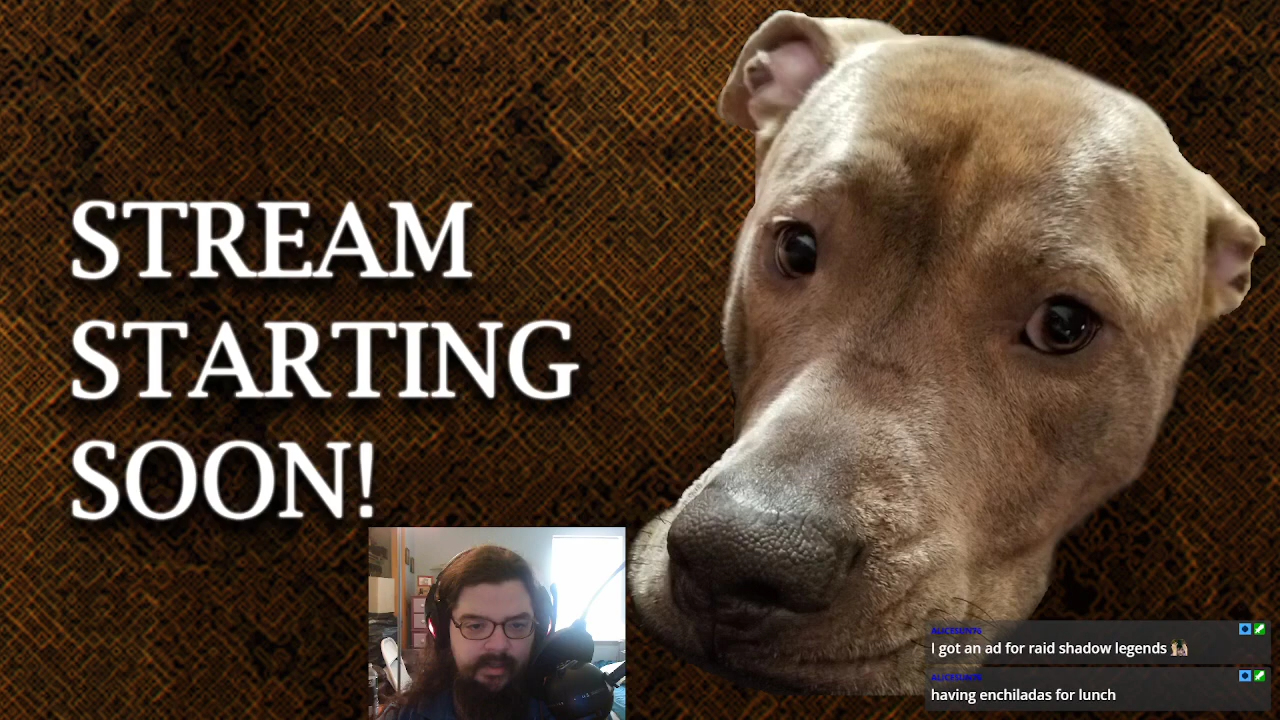 STREAM
STARTING
SOON!
I got an ad for raid shadow legends
having enchiladas for lunch